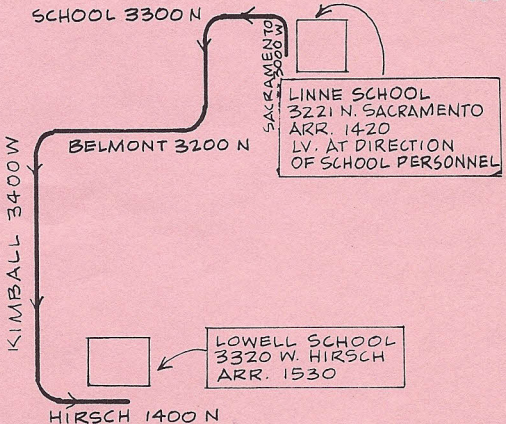 SCHOOL 3300 N
SACRAMENTO
3000 W
LINNE SCHOOL
3221 N. SACRAMENTO
ARR. 1420
LV. AT DIRECTION
OF SCHOOL PERSONNEL
BELMONT 3200 N
KIMBALL 3400 W
LOWELL SCHOOL
3320 W. HIRSCH
ARR. 1530
HIRSCH 1400 N